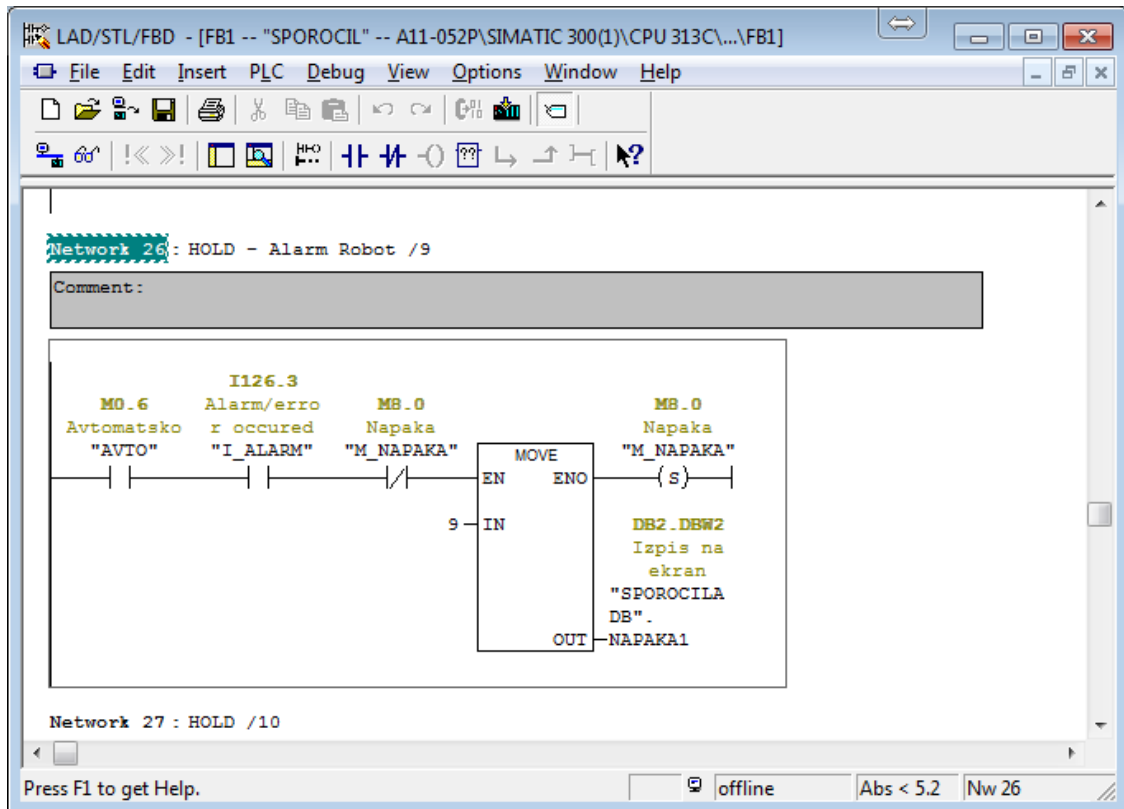 LAD/STL/FBD - [FB1 -- "SPOROCIL" -- A11-052P\SIMATIC 300(1)\CPU 313C\...\FB1]
File Edit Insert PLC Debug View Options Window Help
Network 26 : HOLD - Alarm Robot /9
Comment:
I126.3
M0.6 Alarm/erro M8.0 M8.0
Avtomatsko r occured Napaka Napaka
"AVTO" "I_ALARM" "M_NAPAKA" MOVE "M_NAPAKA"
EN ENO S
9 IN DB2.DBW2
Izpis na
ekran
"SPOROCILA
DB".
OUT NAPAKA1
Network 27 : HOLD /10
Press F1 to get Help. offline Abs < 5.2 Nw 26